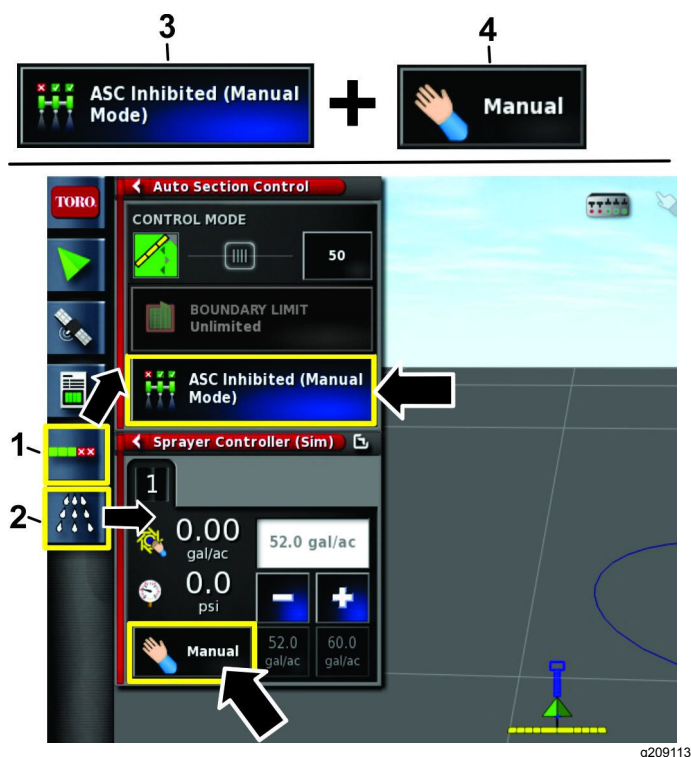 3
4
ASC Inhibited (Manual
Mode)
+
Manual
TORO.
Auto Section Control
CONTROL MODE
50
BOUNDARY LIMIT
Unlimited
ASC Inhibited (Manual
Mode)
1
Sprayer Controller (Sim)
2
1
0.00
gal/ac
52.0 gal/ac
0.0
psi
- +
Manual
52.0
gal/ac
60.0
gal/ac
g209113